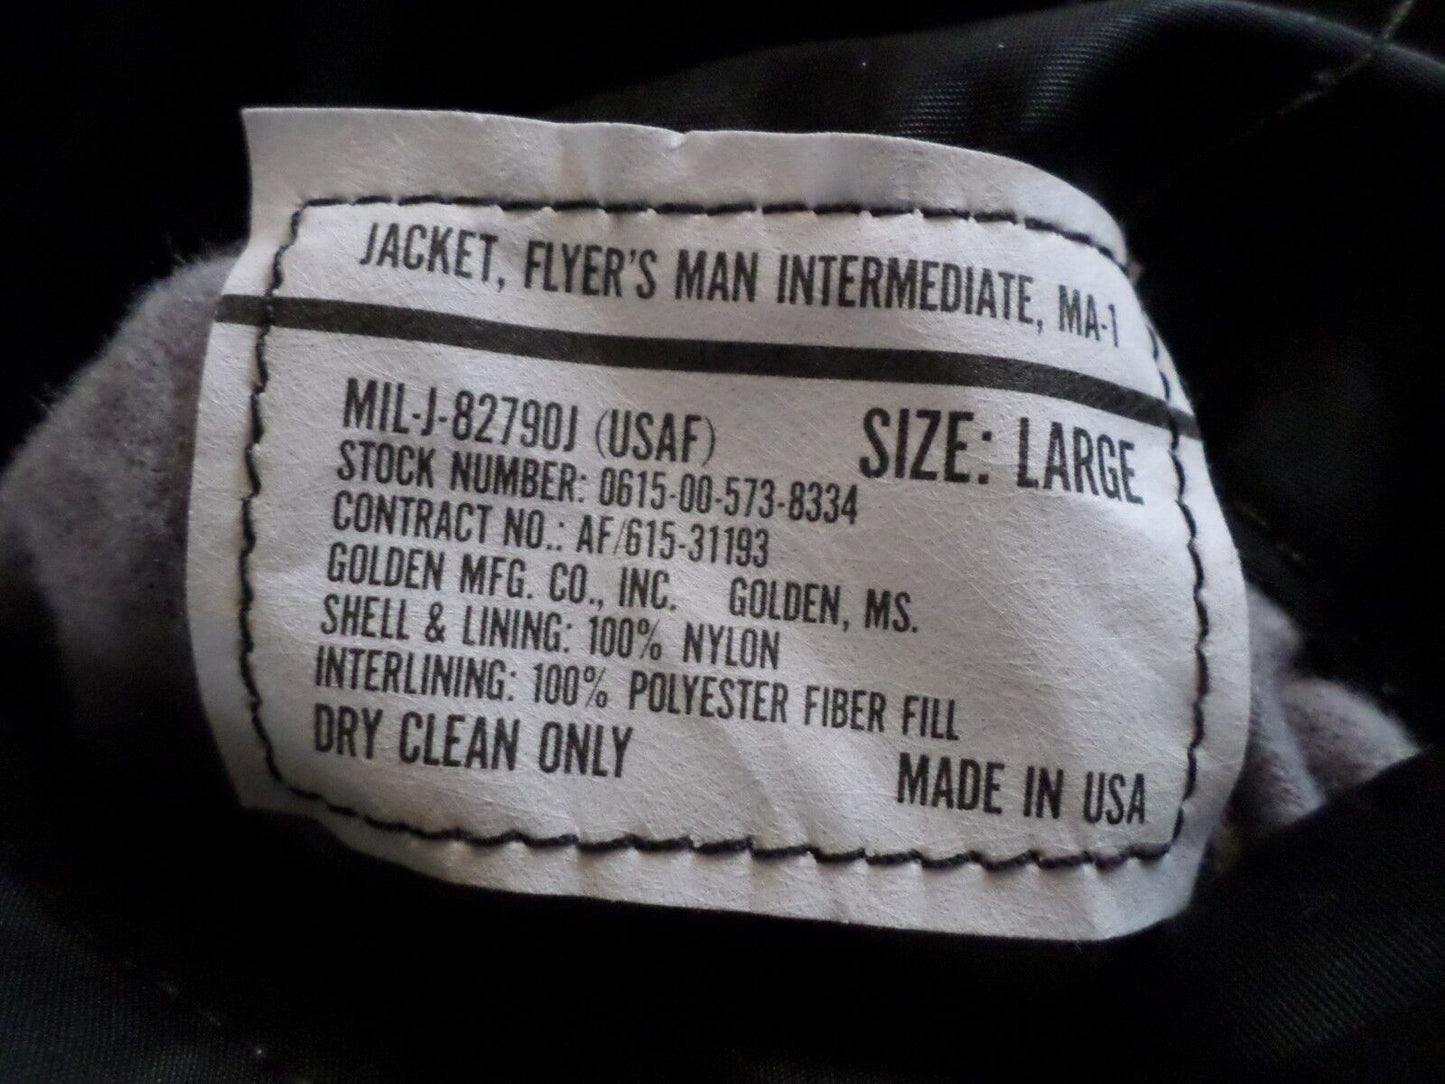 JACKET, FLYER'S MAN INTERMEDIATE, MA-1
MIL-J-82790J (USAF)
SIZE: LARGE
STOCK NUMBER: 0615-00-573-8334
CONTRACT NO.: AF/615-31193
GOLDEN MFG. CO., INC. GOLDEN, MS.
SHELL & LINING: 100% NYLON
INTERLINING: 100% POLYESTER FIBER FILL
DRY CLEAN ONLY
MADE IN USA